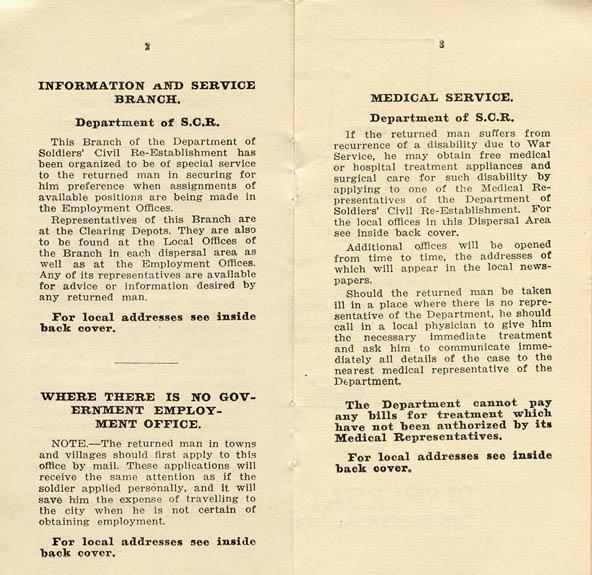 2
INFORMATION AND SERVICE
BRANCH.
Department of S.C.R.
This Branch of the Department of
Soldiers' Civil Re-Establishment has
been organized to be of special service
to the returned man in securing for
him preference when assignments of
available positions are being made in
the Employment Offices.
Representatives of this Branch are
at the Clearing Depots. They are also
to be found at the Local Offices of
the Branch in each dispersal area as
well as at the Employment Offices.
Any of its representatives are available
for advice or information desired by
any returned man.
For local addresses see inside
back cover.
WHERE THERE IS NO GOV-
ERNMENT EMPLOY-
MENT OFFICE.
NOTE.—The returned man in towns
and villages should first apply to this
office by mail. These applications will
receive the same attention as if the
soldier applied personally, and it will
save him the expense of travelling to
the city when he is not certain of
obtaining employment.
For local addresses see inside
back cover.
3
MEDICAL SERVICE.
Department of S.C.R.
If the returned man suffers from
recurrence of a disability due to War
Service, he may obtain free medical
or hospital treatment appliances and
surgical care for such disability by
applying to one of the Medical Re-
presentatives of the Department of
Soldiers' Civil Re-Establishment. For
the local offices in this Dispersal Area
see inside back cover.
Additional offices will be opened
from time to time, the addresses of
which will appear in the local news-
papers.
Should the returned man be taken
ill in a place where there is no repre-
sentative of the Department, he should
call in a local physician to give him
the necessary immediate treatment
and ask him to communicate imme-
diately all details of the case to the
nearest medical representative of the
Department.
The Department cannot pay
any bills for treatment which
have not been authorized by its
Medical Representatives.
For local addresses see inside
back cover.